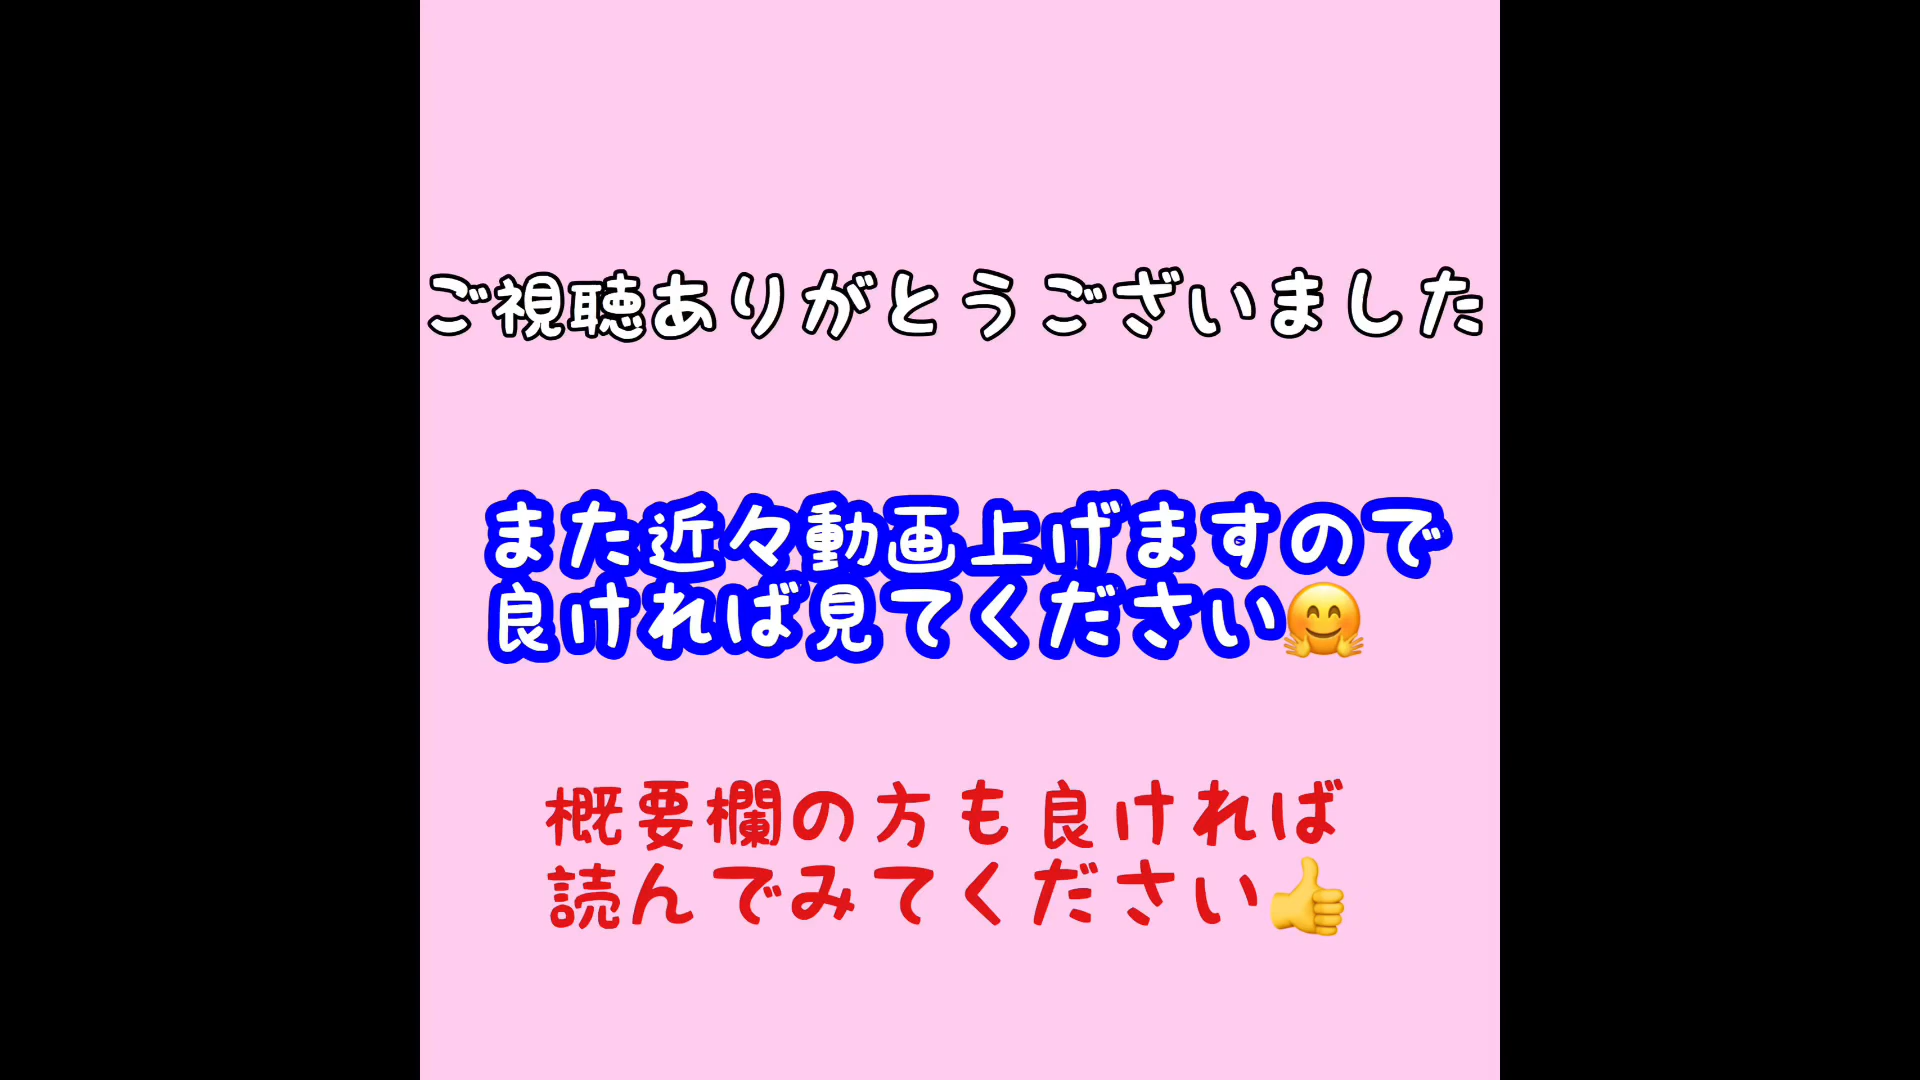 ご視聴ありがとうございました
また近々動画上げますので
良ければ見てください🤗
概要欄の方も良ければ
読んでみてください👍